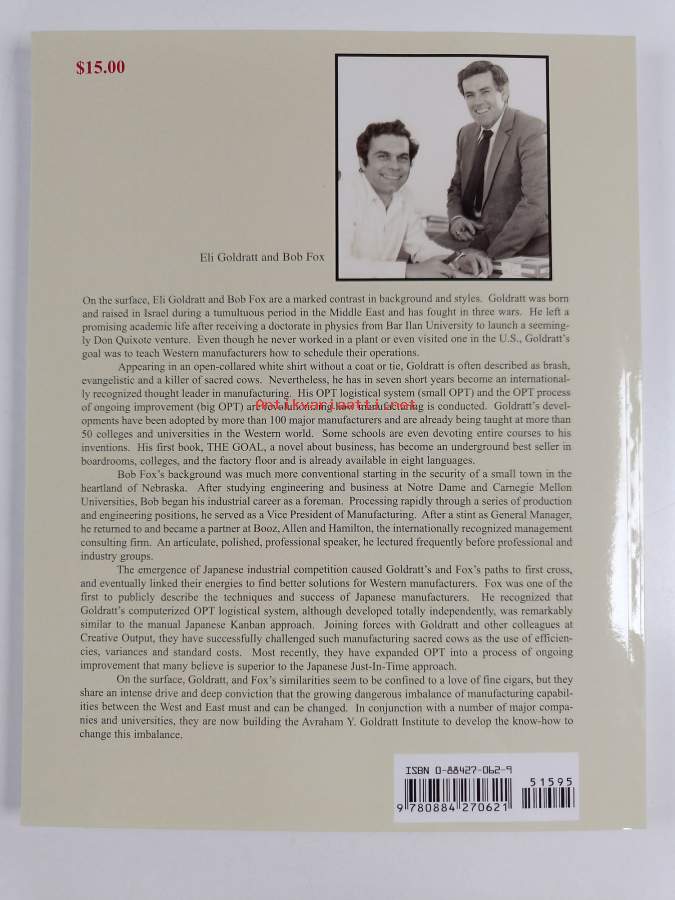 $15.00
Eli Goldratt and Bob Fox
On the surface, Eli Goldratt and Bob Fox are a marked contrast in background and styles. Goldratt was born
and raised in Israel during a tumultuous period in the Middle East and has fought in three wars. He left a
promising academic life after receiving a doctorate in physics from Bar Ilan University to launch a seeming-
ly Don Quixote venture. Even though he never worked in a plant or even visited one in the U.S., Goldratt's
goal was to teach Western manufacturers how to schedule their operations.
Appearing in an open-collared white shirt without a coat or tie, Goldratt is often described as brash,
evangelistic and a killer of sacred cows. Nevertheless, he has in seven short years become an international-
ly recognized thought leader in manufacturing. His OPT logistical system (small OPT) and the OPT process
of ongoing improvement (big OPT) are revolutionizing how manufacturing is conducted. Goldratt's devel-
Antikvariaatti.net
opments have been adopted by more than 100 major manufacturers and are already being taught at more than
50 colleges and universities in the Western world. Some schools are even devoting entire courses to his
inventions. His first book, THE GOAL, a novel about business, has become an underground best seller in
boardrooms, colleges, and the factory floor and is already available in eight languages.
Bob Fox's background was much more conventional starting in the security of a small town in the
heartland of Nebraska. After studying engineering and business at Notre Dame and Carnegie Mellon
Universities, Bob began his industrial career as a foreman. Processing rapidly through a series of production
and engineering positions, he served as a Vice President of Manufacturing. After a stint as General Manager,
he returned to and became a partner at Booz, Allen and Hamilton, the internationally recognized management
consulting firm. An articulate, polished, professional speaker, he lectured frequently before professional and
industry groups.
The emergence of Japanese industrial competition caused Goldratt's and Fox's paths to first cross,
and eventually linked their energies to find better solutions for Western manufacturers. Fox was one of the
first to publicly describe the techniques and success of Japanese manufacturers. He recognized that
Goldratt's computerized OPT logistical system, although developed totally independently, was remarkably
similar to the manual Japanese Kanban approach. Joining forces with Goldratt and other colleagues at
Creative Output, they have successfully challenged such manufacturing sacred cows as the use of efficien-
cies, variances and standard costs. Most recently, they have expanded OPT into a process of ongoing
improvement that many believe is superior to the Japanese Just-In-Time approach.
On the surface, Goldratt, and Fox's similarities seem to be confined to a love of fine cigars, but they
share an intense drive and deep conviction that the growing dangerous imbalance of manufacturing capabil-
ities between the West and East must and can be changed. In conjunction with a number of major compa-
nies and universities, they are now building the Avraham Y. Goldratt Institute to develop the know-how to
change this imbalance.
ISBN 0-88427-062-9
51595
9 780884 270621